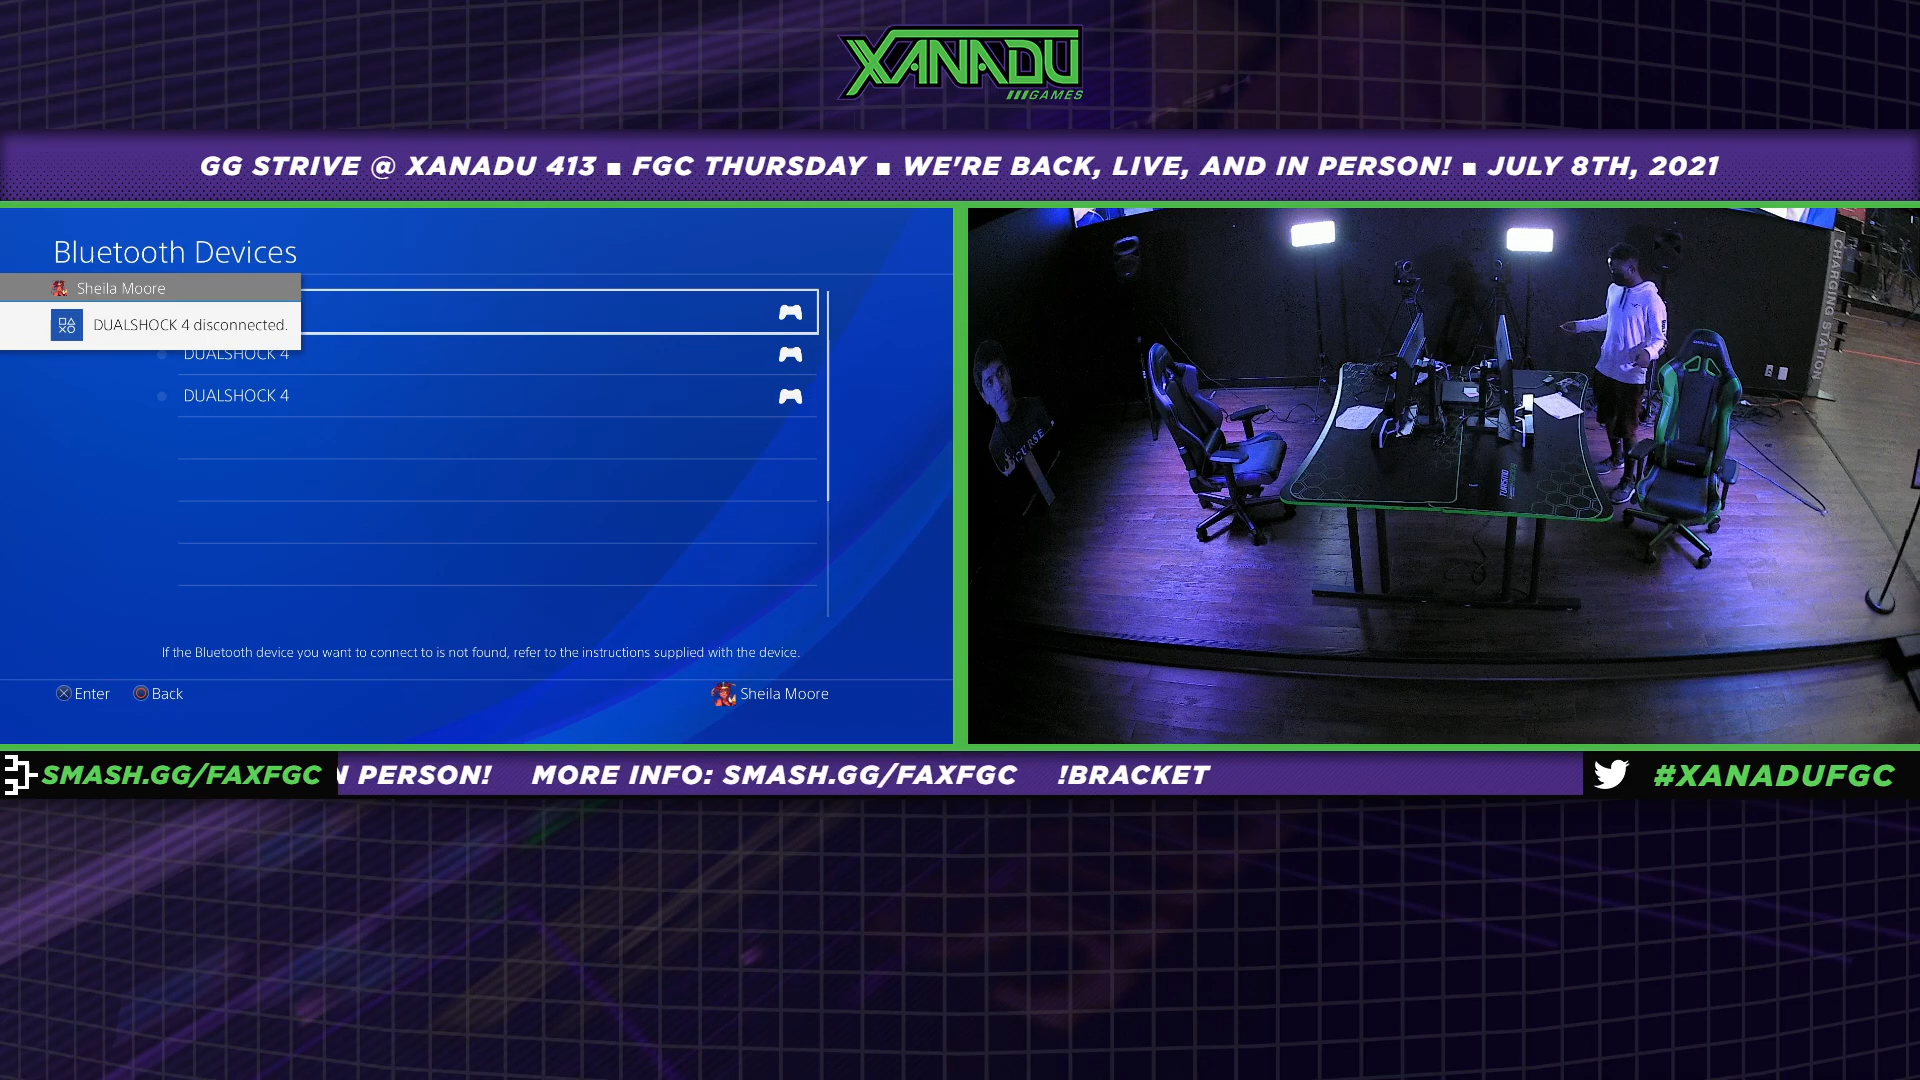 XANADU
GAMES
GG STRIVE @ XANADU 413 ▪ FGC THURSDAY ▪ WE'RE BACK, LIVE, AND IN PERSON! ▪ JULY 8TH, 2021
Bluetooth Devices
Sheila Moore
DUALSHOCK 4 disconnected.
DUALSHOCK 4
DUALSHOCK 4
If the Bluetooth device you want to connect to is not found, refer to the instructions supplied with the device.
Enter
Back
Sheila Moore
CHARGING STATION
CURSE
SMASH.GG/FAXFGC
N PERSON! MORE INFO: SMASH.GG/FAXFGC !BRACKET
#XANADUFGC